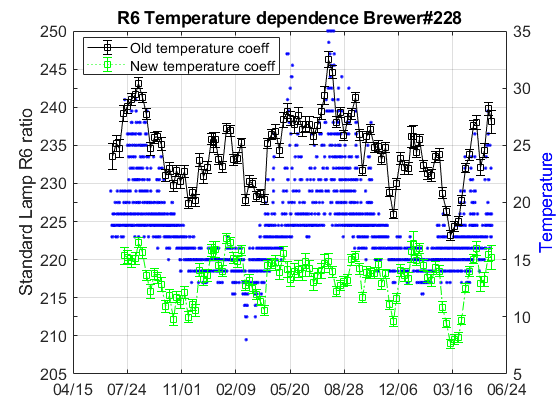 R6 Temperature dependence Brewer#228
Old temperature coeff
New temperature coeff
Standard Lamp R6 ratio
250
245
240
235
230
225
220
215
210
205
35
30
25
20
15
10
5
Temperature
04/15 07/24 11/01 02/09 05/20 08/28 12/06 03/16 06/24